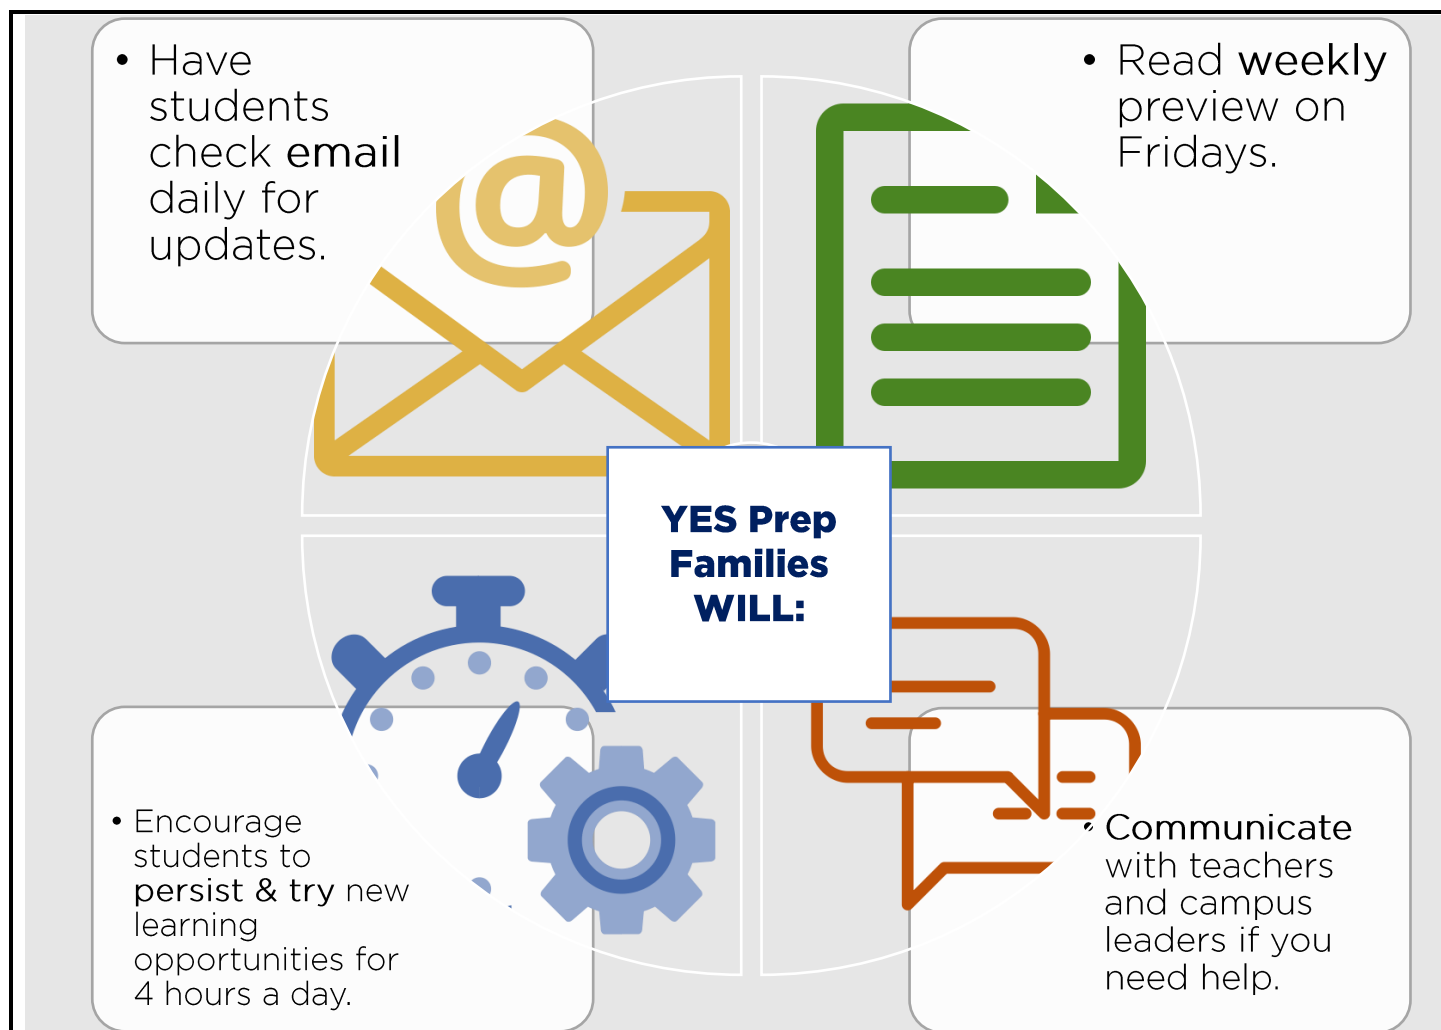 • Have
students
check email
daily for
updates.
• Read weekly
preview on
Fridays.
YES Prep
Families
WILL:
• Encourage
students to
persist & try new
learning
opportunities for
4 hours a day.
• Communicate
with teachers
and campus
leaders if you
need help.